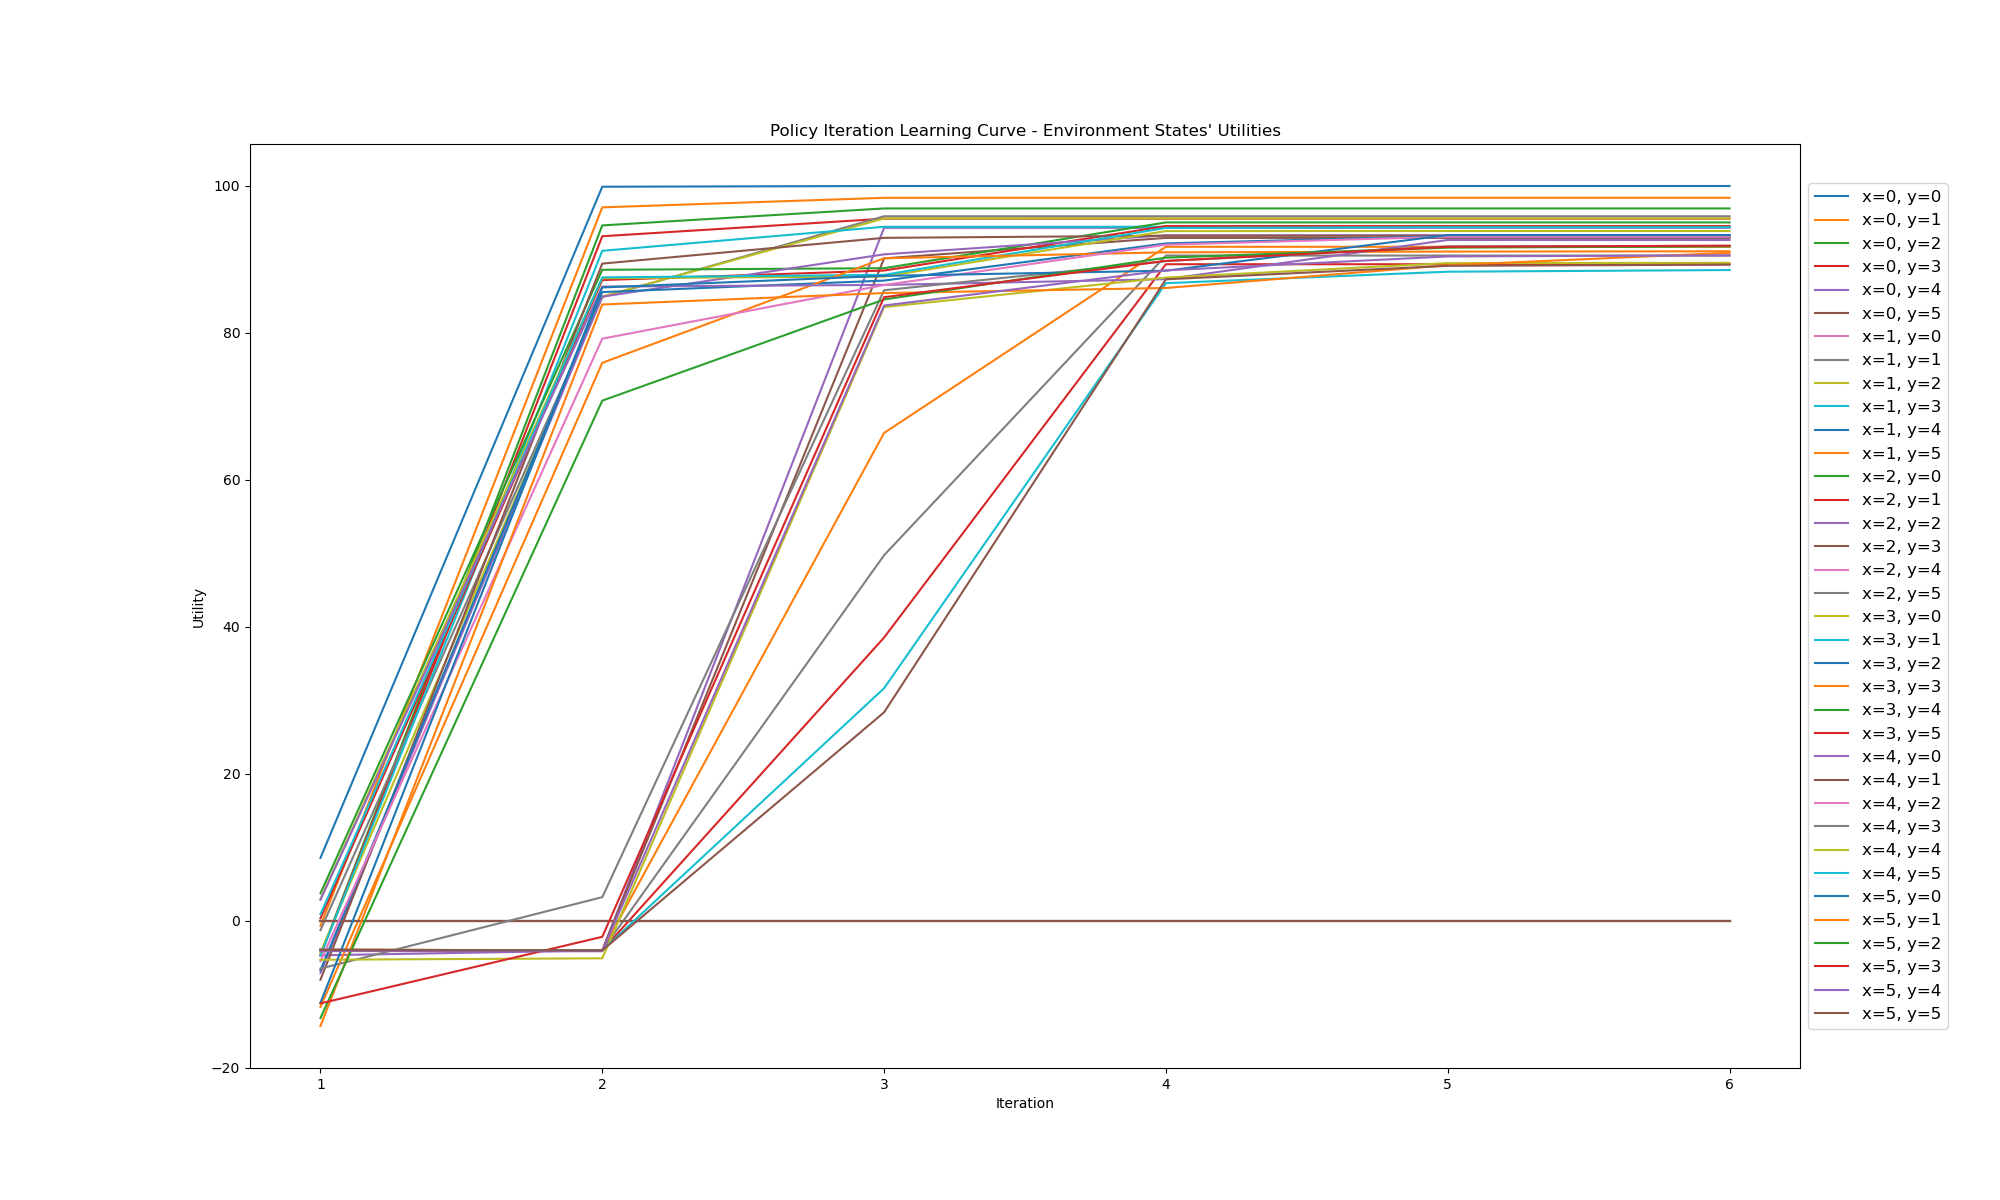 Policy Iteration Learning Curve - Environment States' Utilities
100
80
60
40
20
0
−20
Utility
1 2 3 4 5 6
Iteration
x=0, y=0
x=0, y=1
x=0, y=2
x=0, y=3
x=0, y=4
x=0, y=5
x=1, y=0
x=1, y=1
x=1, y=2
x=1, y=3
x=1, y=4
x=1, y=5
x=2, y=0
x=2, y=1
x=2, y=2
x=2, y=3
x=2, y=4
x=2, y=5
x=3, y=0
x=3, y=1
x=3, y=2
x=3, y=3
x=3, y=4
x=3, y=5
x=4, y=0
x=4, y=1
x=4, y=2
x=4, y=3
x=4, y=4
x=4, y=5
x=5, y=0
x=5, y=1
x=5, y=2
x=5, y=3
x=5, y=4
x=5, y=5